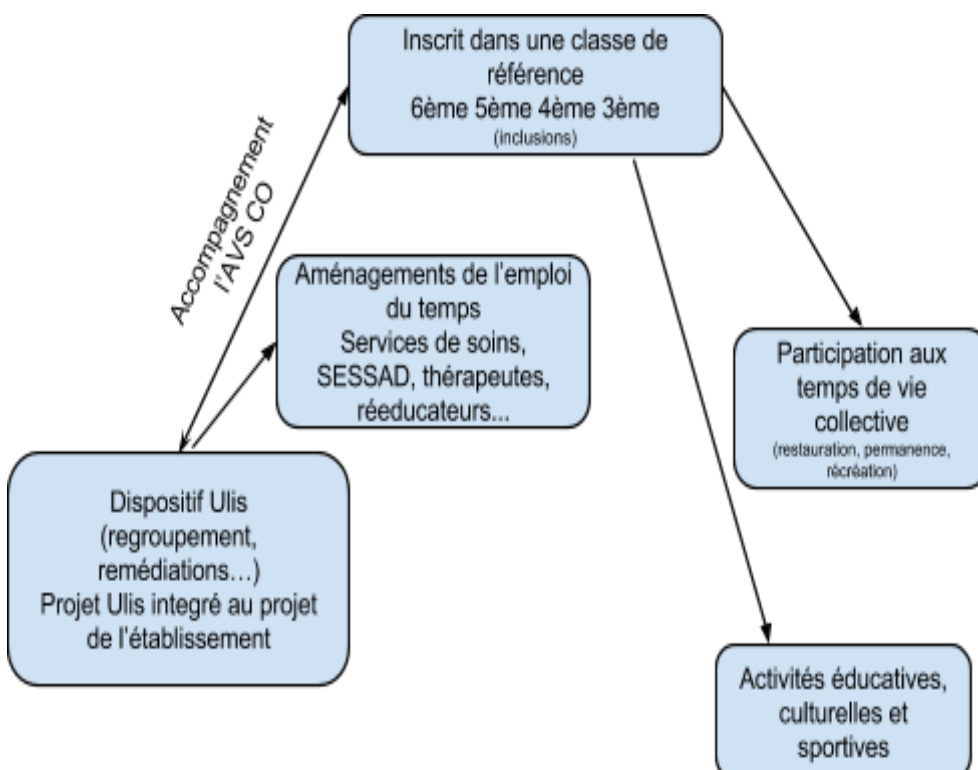 Inscrit dans une classe de
référence
6ème 5ème 4ème 3ème
(inclusions)
Accompagnement
l'AVS CO
Aménagements de l'emploi
du temps
Services de soins,
SESSAD, thérapeutes,
réeducateurs...
Participation aux
temps de vie
collective
(restauration, permanence,
récréation)
Dispositif Ulis
(regroupement,
remédiations...)
Projet Ulis integré au projet
de l'établissement
Activités éducatives,
culturelles et
sportives